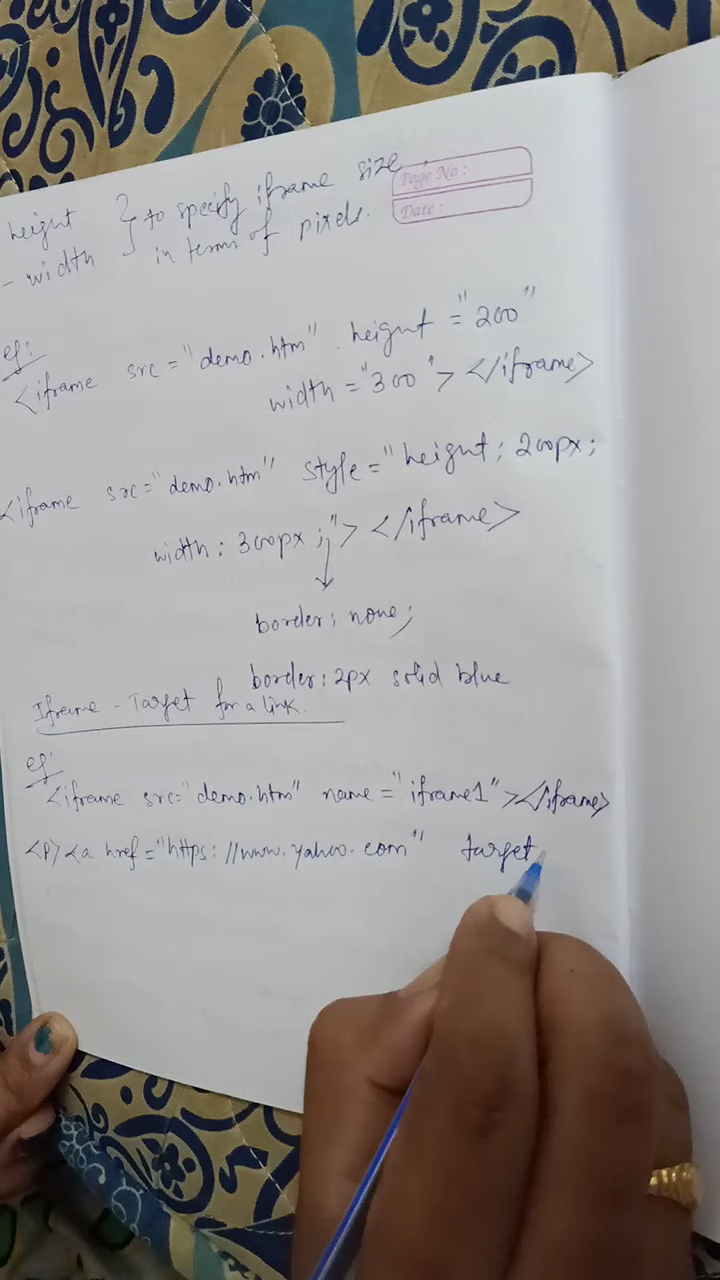 Page No :
Date :
height } to specify iframe size
- width in terms of pixels.
eg:
<iframe src="demo.htm" height="200"
width="300"></iframe>
<iframe src="demo.htm" style="height: 200px;
width: 300px;"></iframe>
border: none;
border: 2px solid blue
Iframe - Target for a link.
eg:
<iframe src="demo.htm" name="iframe1"></iframe>
<p><a href="https://www.yahoo.com" target